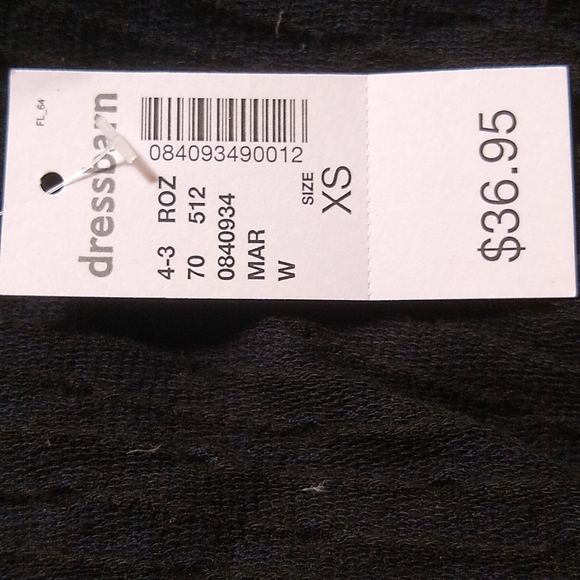 FL_64
dressbarn
084093490012
4-3 ROZ
70 512
0840934
MAR
W
SIZE
XS
$36.95